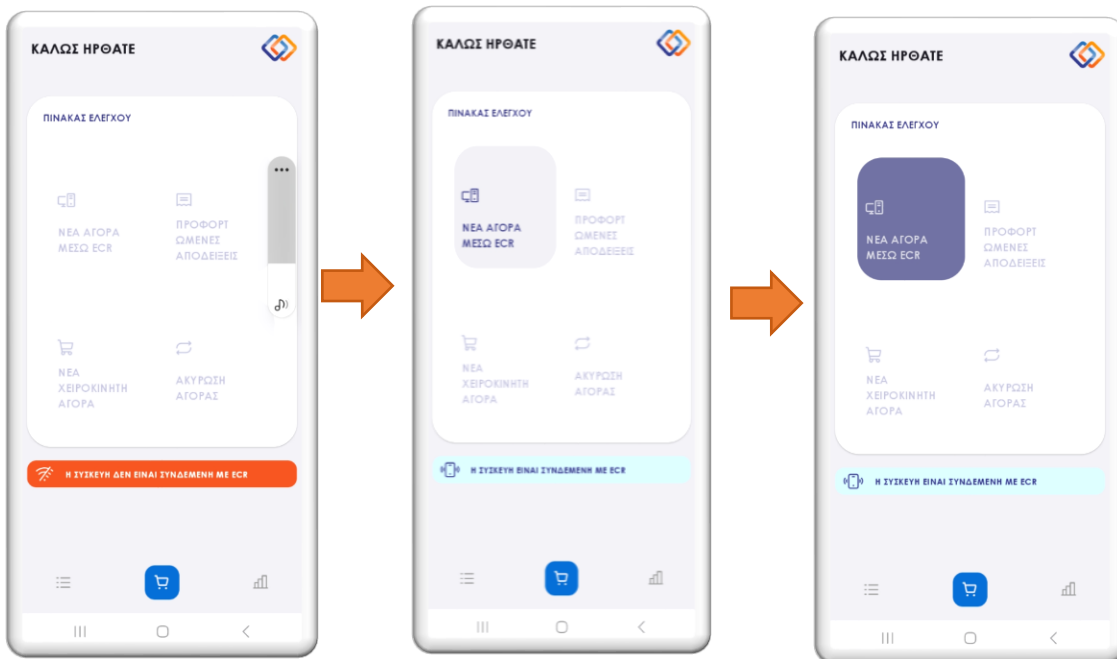 ΚΑΛΩΣ ΗΡΘΑΤΕ
ΠΙΝΑΚΑΣ ΕΛΕΓΧΟΥ
ΝΕΑ ΑΓΟΡΑ
ΜΕΣΩ ECR
ΠΡΟΦΟΡΤ
ΩΜΕΝΕΣ
ΑΠΟΔΕΙΞΕΙΣ
ΝΕΑ
ΧΕΙΡΟΚΙΝΗΤΗ
ΑΓΟΡΑ
ΑΚΥΡΩΣΗ
ΑΓΟΡΑΣ
Η ΣΥΣΚΕΥΗ ΔΕΝ ΕΙΝΑΙ ΣΥΝΔΕΜΕΝΗ ΜΕ ECR
ΚΑΛΩΣ ΗΡΘΑΤΕ
ΠΙΝΑΚΑΣ ΕΛΕΓΧΟΥ
ΝΕΑ ΑΓΟΡΑ
ΜΕΣΩ ECR
ΠΡΟΦΟΡΤ
ΩΜΕΝΕΣ
ΑΠΟΔΕΙΞΕΙΣ
ΝΕΑ
ΧΕΙΡΟΚΙΝΗΤΗ
ΑΓΟΡΑ
ΑΚΥΡΩΣΗ
ΑΓΟΡΑΣ
Η ΣΥΣΚΕΥΗ ΕΙΝΑΙ ΣΥΝΔΕΜΕΝΗ ΜΕ ECR
ΚΑΛΩΣ ΗΡΘΑΤΕ
ΠΙΝΑΚΑΣ ΕΛΕΓΧΟΥ
ΝΕΑ ΑΓΟΡΑ
ΜΕΣΩ ECR
ΠΡΟΦΟΡΤ
ΩΜΕΝΕΣ
ΑΠΟΔΕΙΞΕΙΣ
ΝΕΑ
ΧΕΙΡΟΚΙΝΗΤΗ
ΑΓΟΡΑ
ΑΚΥΡΩΣΗ
ΑΓΟΡΑΣ
Η ΣΥΣΚΕΥΗ ΕΙΝΑΙ ΣΥΝΔΕΜΕΝΗ ΜΕ ECR